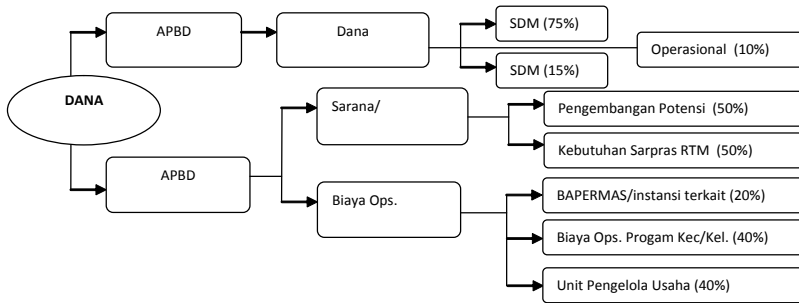 APBD
Dana
SDM (75%)
Operasional (10%)
SDM (15%)
DANA
Sarana/
Pengembangan Potensi (50%)
Kebutuhan Sarpras RTM (50%)
APBD
Biaya Ops.
BAPERMAS/instansi terkait (20%)
Biaya Ops. Progam Kec/Kel. (40%)
Unit Pengelola Usaha (40%)